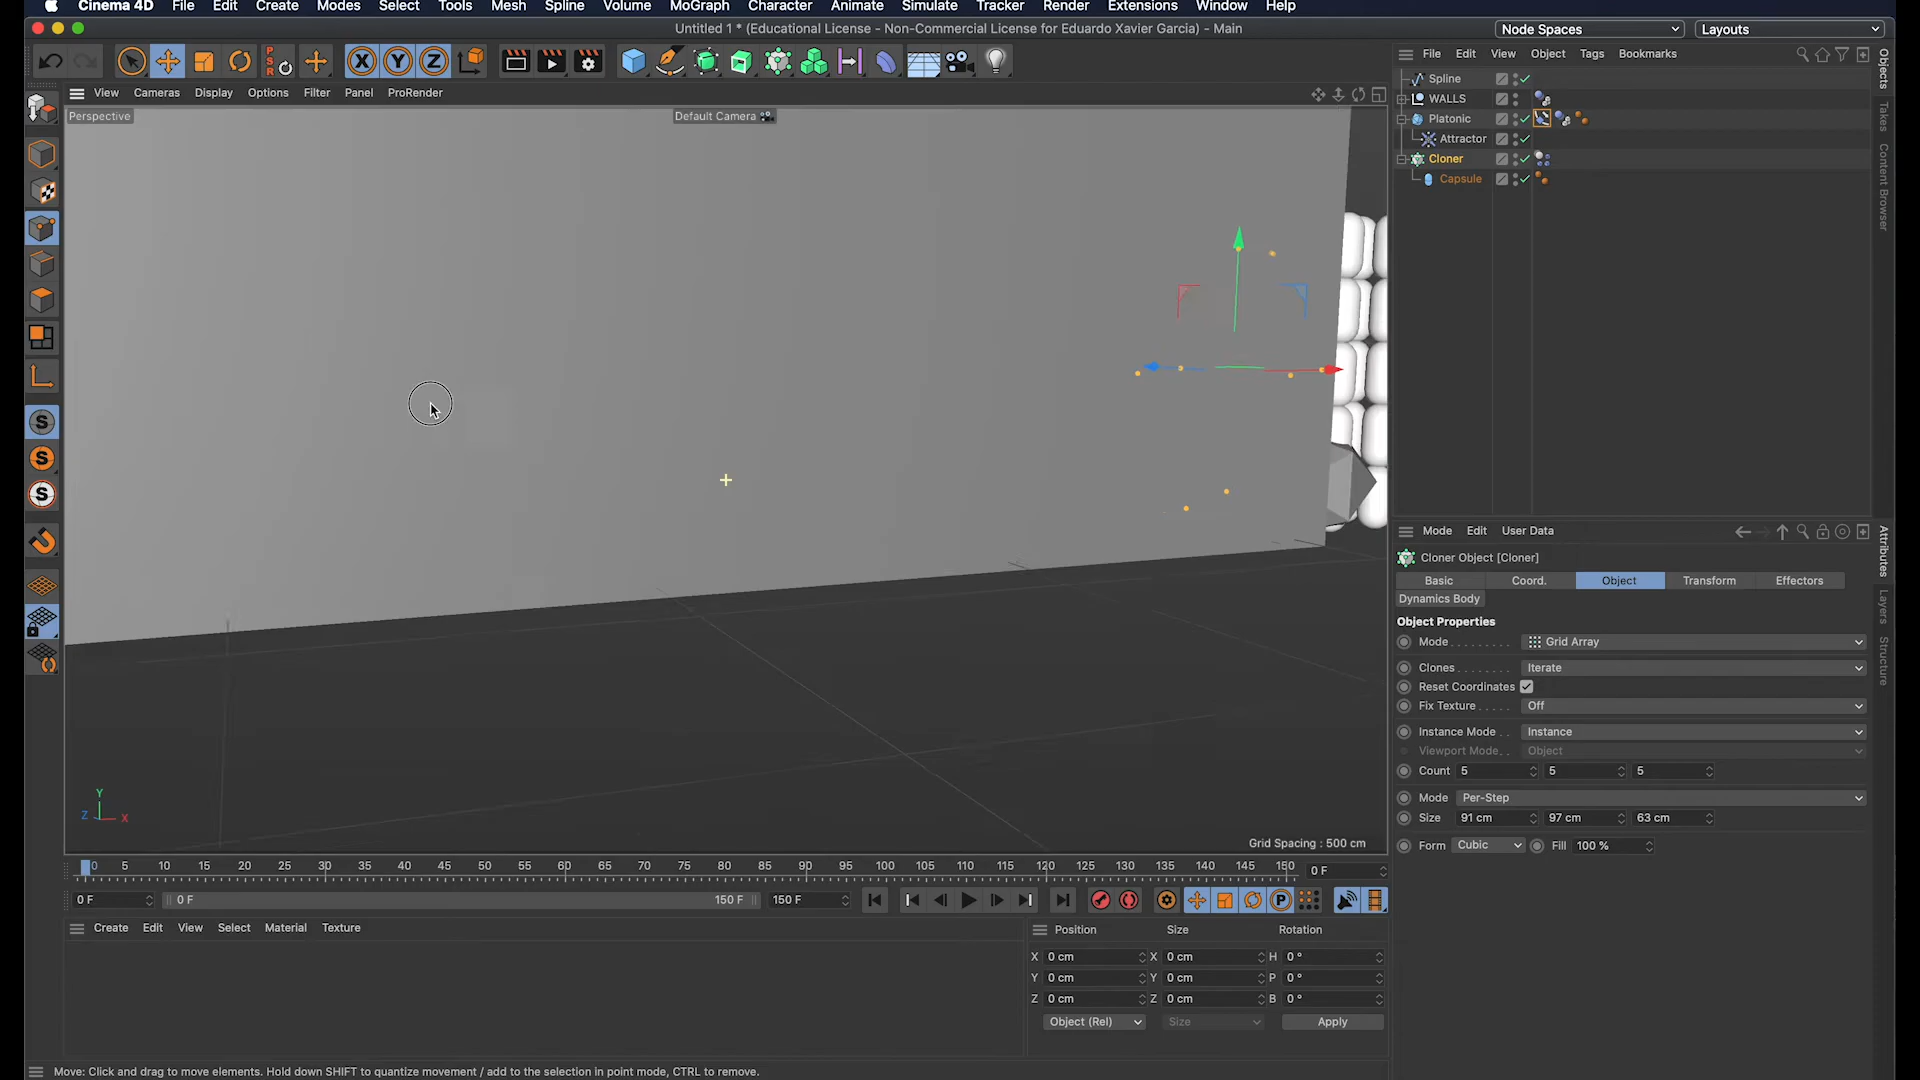 Cinema 4D File Edit Create Modes Select Tools Mesh Spline Volume MoGraph Character Animate Simulate Tracker Render Extensions Window Help
Untitled 1 * (Educational License - Non-Commercial License for Eduardo Xavier Garcia) - Main
Node Spaces Layouts
File Edit View Object Tags Bookmarks
PSR X Y Z
View Cameras Display Options Filter Panel ProRender
Perspective Default Camera
Spline
WALLS
Platonic
Attractor
Cloner
Capsule
Objects
Takes
Content Browser
S
S
S
Y
Z X
Grid Spacing : 500 cm
Mode Edit User Data
Cloner Object [Cloner]
Basic Coord. Object Transform Effectors
Dynamics Body
Object Properties
Mode Grid Array
Clones Iterate
Reset Coordinates
Fix Texture Off
Instance Mode Instance
Viewport Mode Object
Count 5 5 5
Mode Per-Step
Size 91 cm 97 cm 63 cm
Form Cubic Fill 100 %
Attributes
Layers
Structure
0 5 10 15 20 25 30 35 40 45 50 55 60 65 70 75 80 85 90 95 100 105 110 115 120 125 130 135 140 145 150 0 F
0 F 0 F 150 F 150 F P
Create Edit View Select Material Texture
Position Size Rotation
X 0 cm X 0 cm H 0 °
Y 0 cm Y 0 cm P 0 °
Z 0 cm Z 0 cm B 0 °
Object (Rel) Size Apply
Move: Click and drag to move elements. Hold down SHIFT to quantize movement / add to the selection in point mode, CTRL to remove.